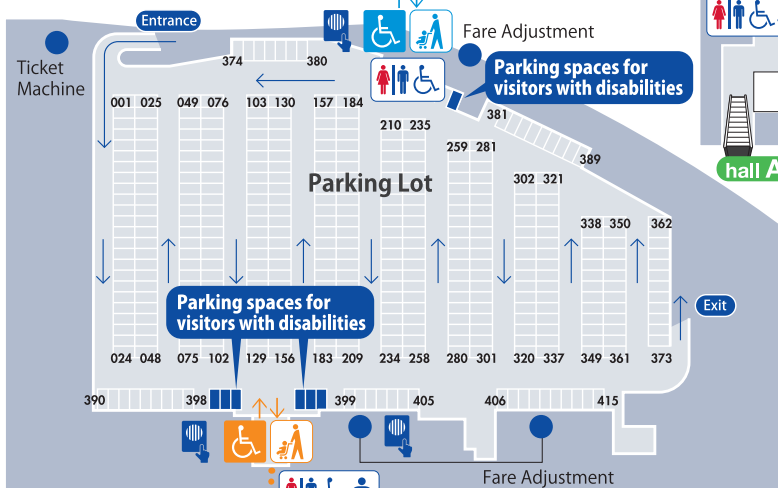 Entrance
Ticket
Machine
Fare Adjustment
Parking spaces for
visitors with disabilities
374 380
001 025 049 076 103 130 157 184
210 235
381
259 281
389
302 321
hall A
Parking Lot
338 350 362
Parking spaces for
visitors with disabilities
Exit
024 048 075 102 129 156 183 209 234 258 280 301 320 337 349 361 373
390 398 399 405 406 415
Fare Adjustment